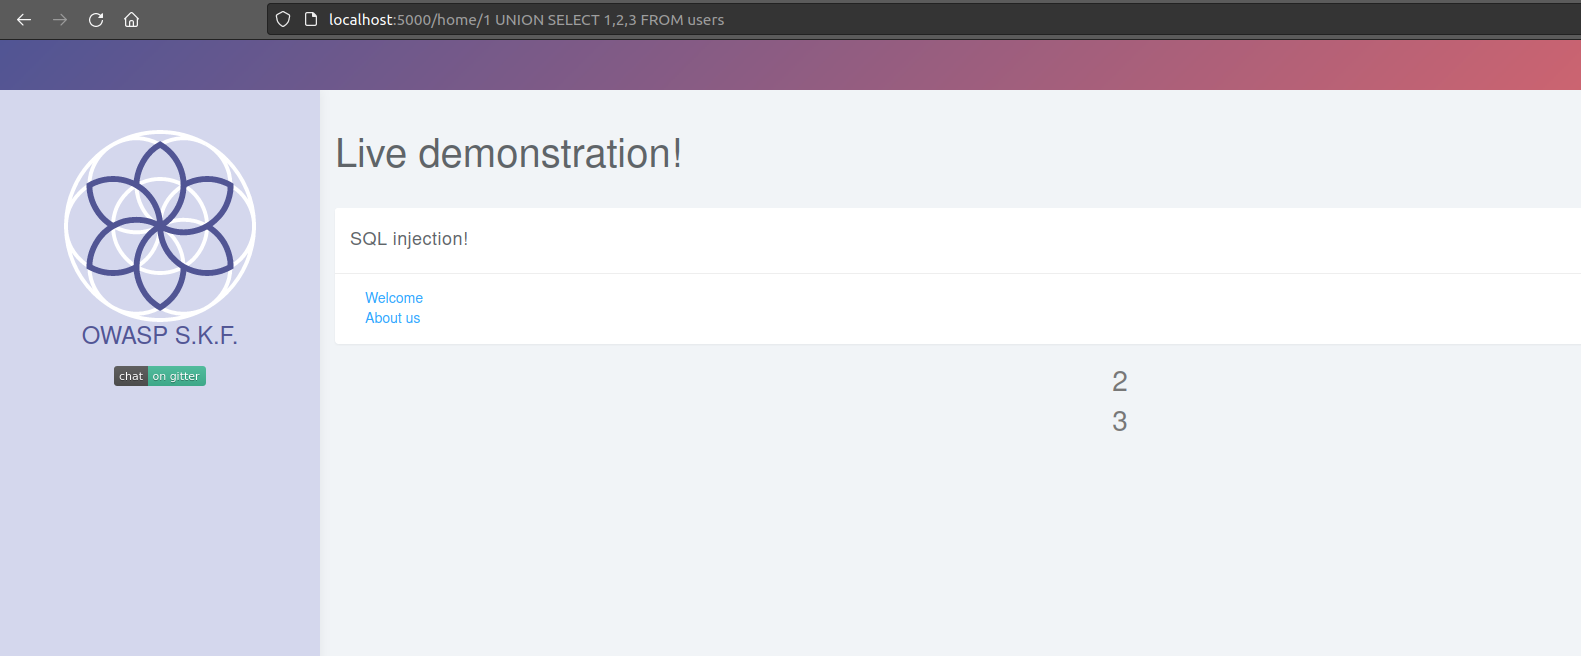 localhost:5000/home/1 UNION SELECT 1,2,3 FROM users
OWASP S.K.F.
chat on gitter
Live demonstration!
SQL injection!
Welcome
About us
2
3